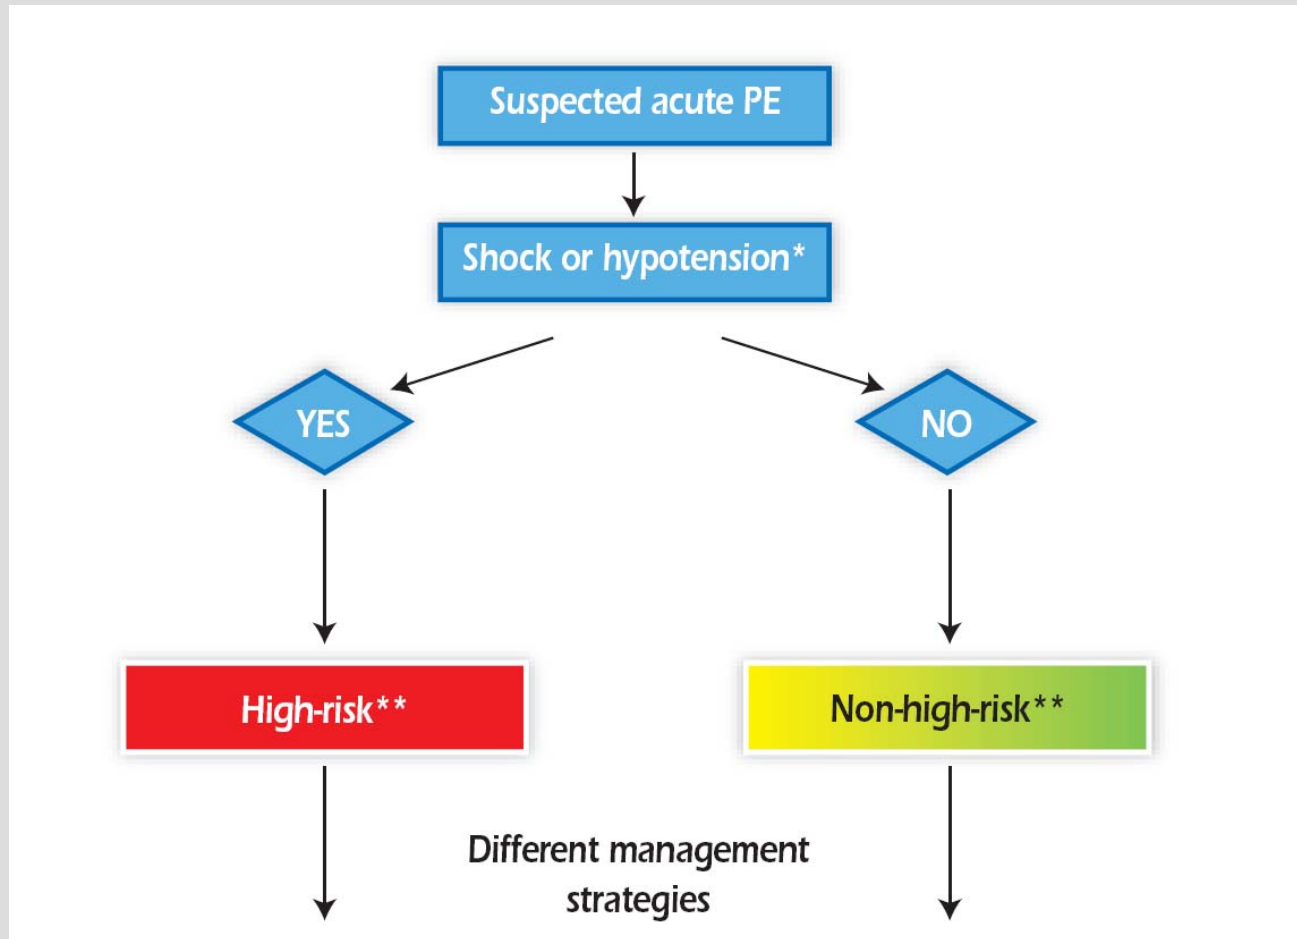 Suspected acute PE
Shock or hypotension*
YES
NO
High-risk**
Non-high-risk**
Different management
strategies